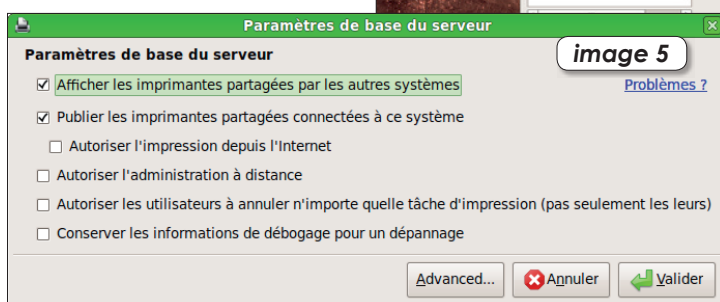 Paramètres de base du serveur
image 5
Paramètres de base du serveur
Afficher les imprimantes partagées par les autres systèmes
Problèmes ?
Publier les imprimantes partagées connectées à ce système
Autoriser l'impression depuis l'Internet
Autoriser l'administration à distance
Autoriser les utilisateurs à annuler n'importe quelle tâche d'impression (pas seulement les leurs)
Conserver les informations de débogage pour un dépannage
Advanced...
Annuler
Valider